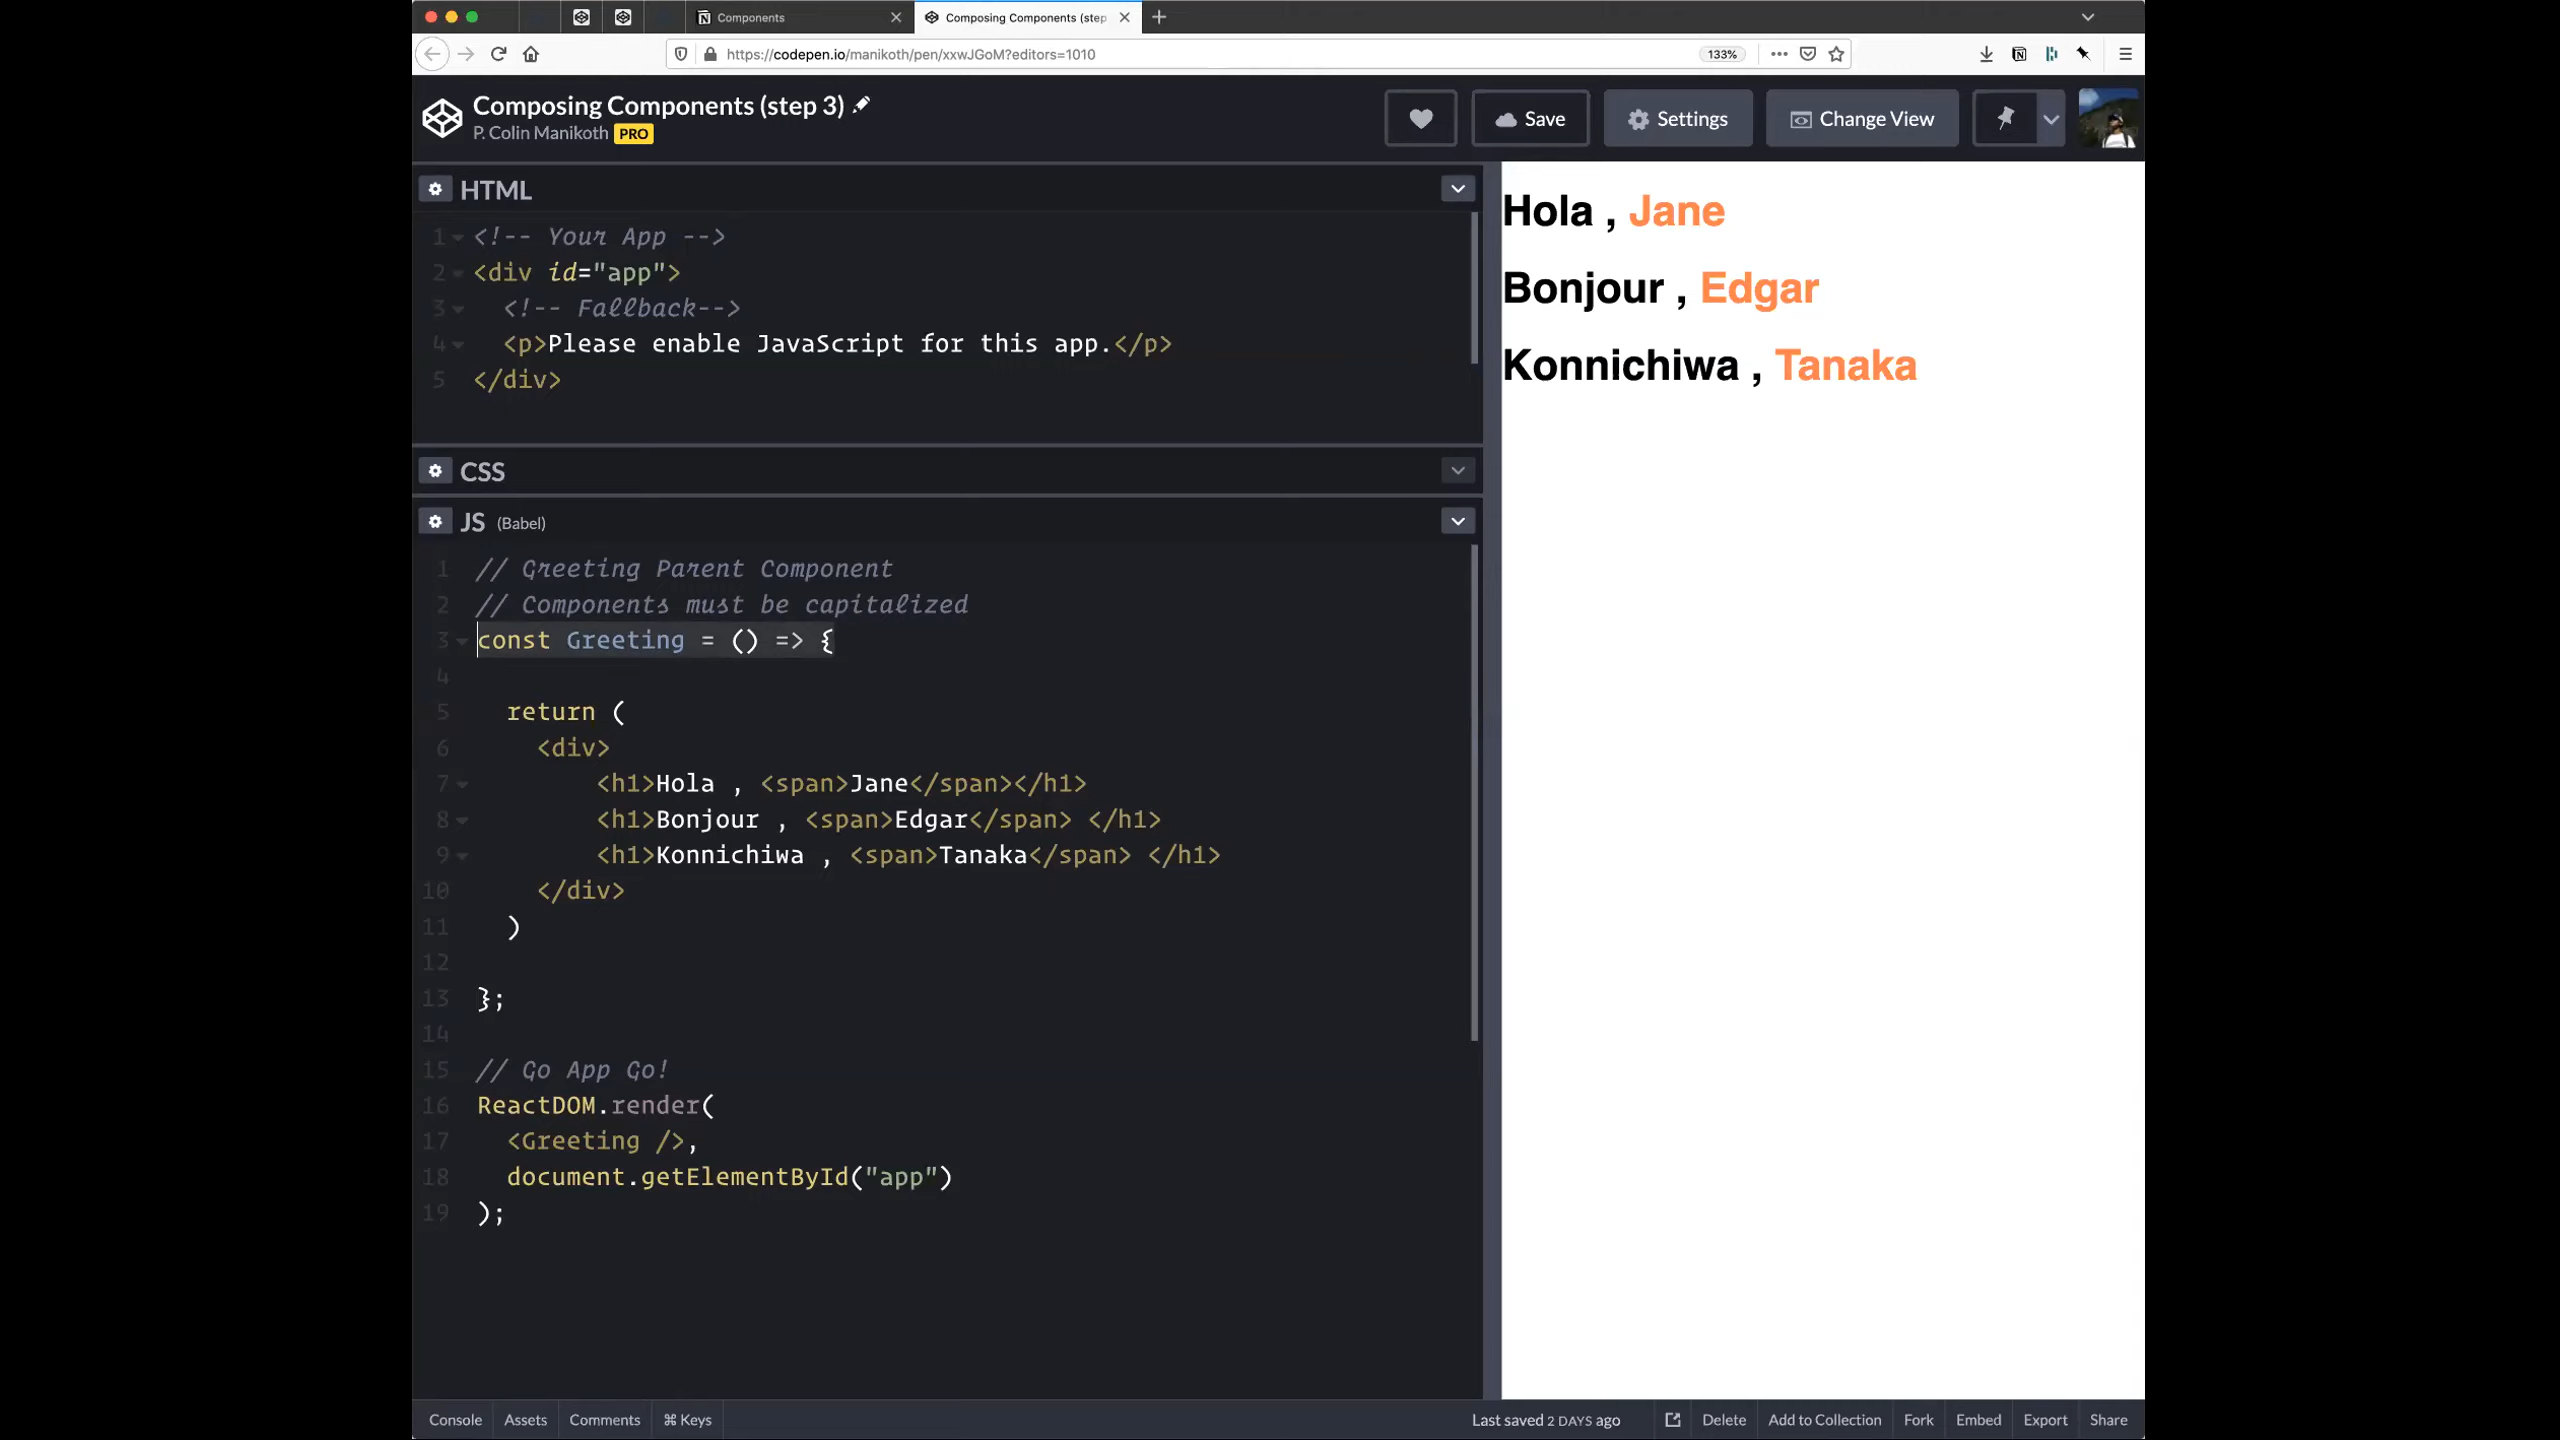 Components
Composing Components (step
https://codepen.io/manikoth/pen/xxwJGoM?editors=1010
133%
Composing Components (step 3)
P. Colin Manikoth PRO
Save
Settings
Change View
HTML
1 <!-- Your App -->
2 <div id="app">
3 <!-- Fallback-->
4 <p>Please enable JavaScript for this app.</p>
5 </div>
CSS
JS (Babel)
1 // Greeting Parent Component
2 // Components must be capitalized
3 const Greeting = () => {
4
5 return (
6 <div>
7 <h1>Hola , <span>Jane</span></h1>
8 <h1>Bonjour , <span>Edgar</span> </h1>
9 <h1>Konnichiwa , <span>Tanaka</span> </h1>
10 </div>
11 )
12
13 };
14
15 // Go App Go!
16 ReactDOM.render(
17 <Greeting />,
18 document.getElementById("app")
19 );
Hola , Jane
Bonjour , Edgar
Konnichiwa , Tanaka
Console
Assets
Comments
⌘ Keys
Last saved 2 DAYS ago
Delete
Add to Collection
Fork
Embed
Export
Share